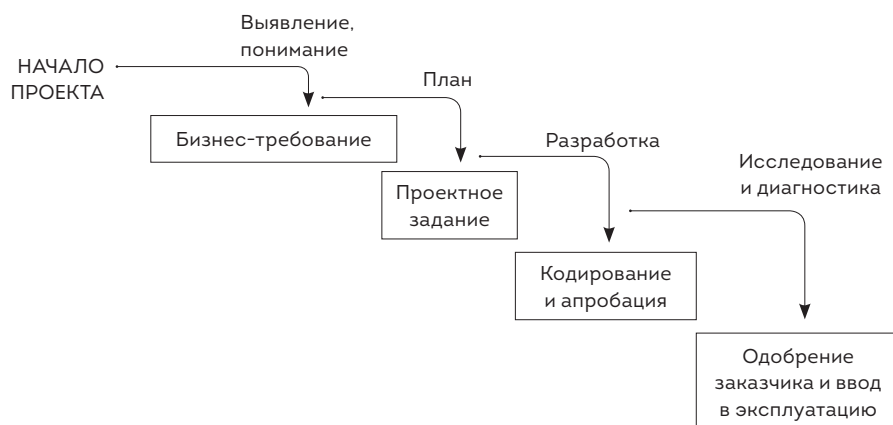 Выявление,
понимание
НАЧАЛО
ПРОЕКТА
План
Бизнес-требование
Разработка
Проектное
задание
Исследование
и диагностика
Кодирование
и апробация
Одобрение
заказчика и ввод
в эксплуатацию